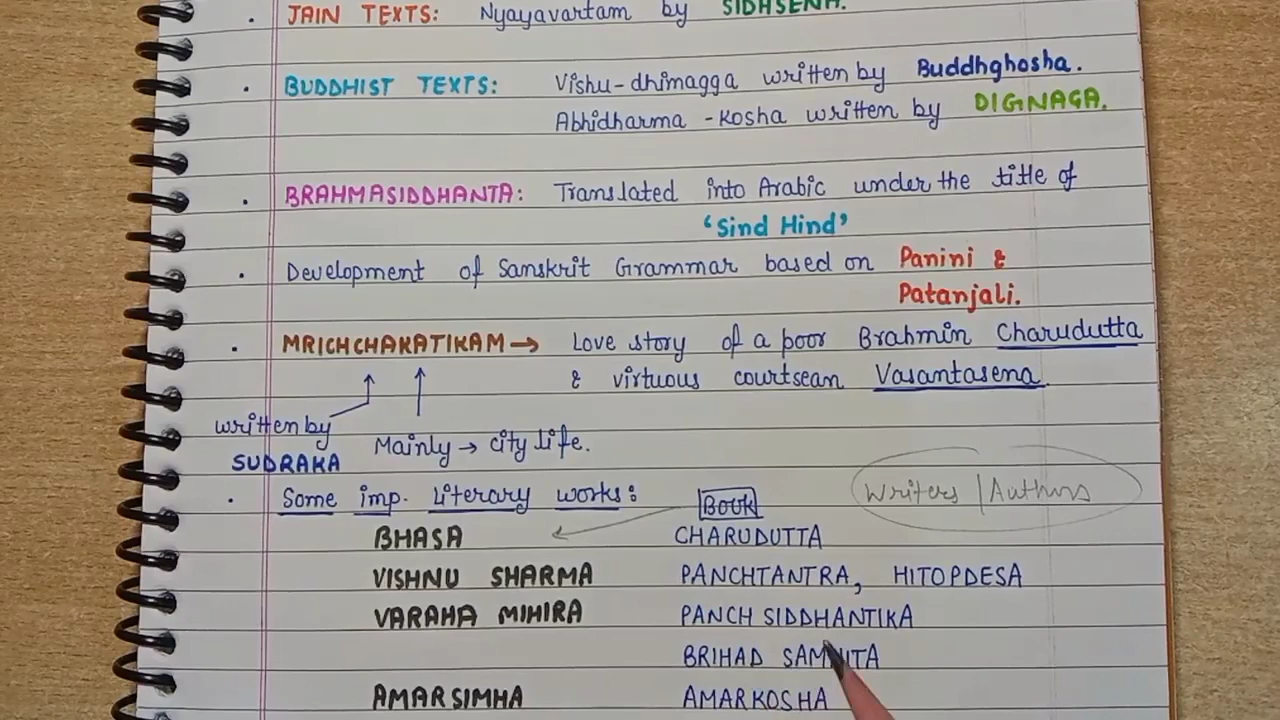 . JAIN TEXTS: Nyayavartam by SIDHSENA.
. BUDDHIST TEXTS: Vishu-dhimagga written by Buddhghosha.
Abhidharma -Kosha written by DIGNAGA.
. BRAHMASIDDHANTA: Translated into Arabic under the title of
'Sind Hind'
. Development of Sanskrit Grammar based on Panini &
Patanjali.
. MRICHCHAKATIKAM → Love story of a poor Brahmin Charudutta
& virtuous courtsean Vasantasena.
written by
SUDRAKA
Mainly → city life.
. Some imp. literary works: Book Writers | Authors
BHASA CHARUDUTTA
VISHNU SHARMA PANCHTANTRA, HITOPDESA
VARAHA MIHIRA PANCH SIDDHANTIKA
BRIHAD SAMHITA
AMARSIMHA AMARKOSHA